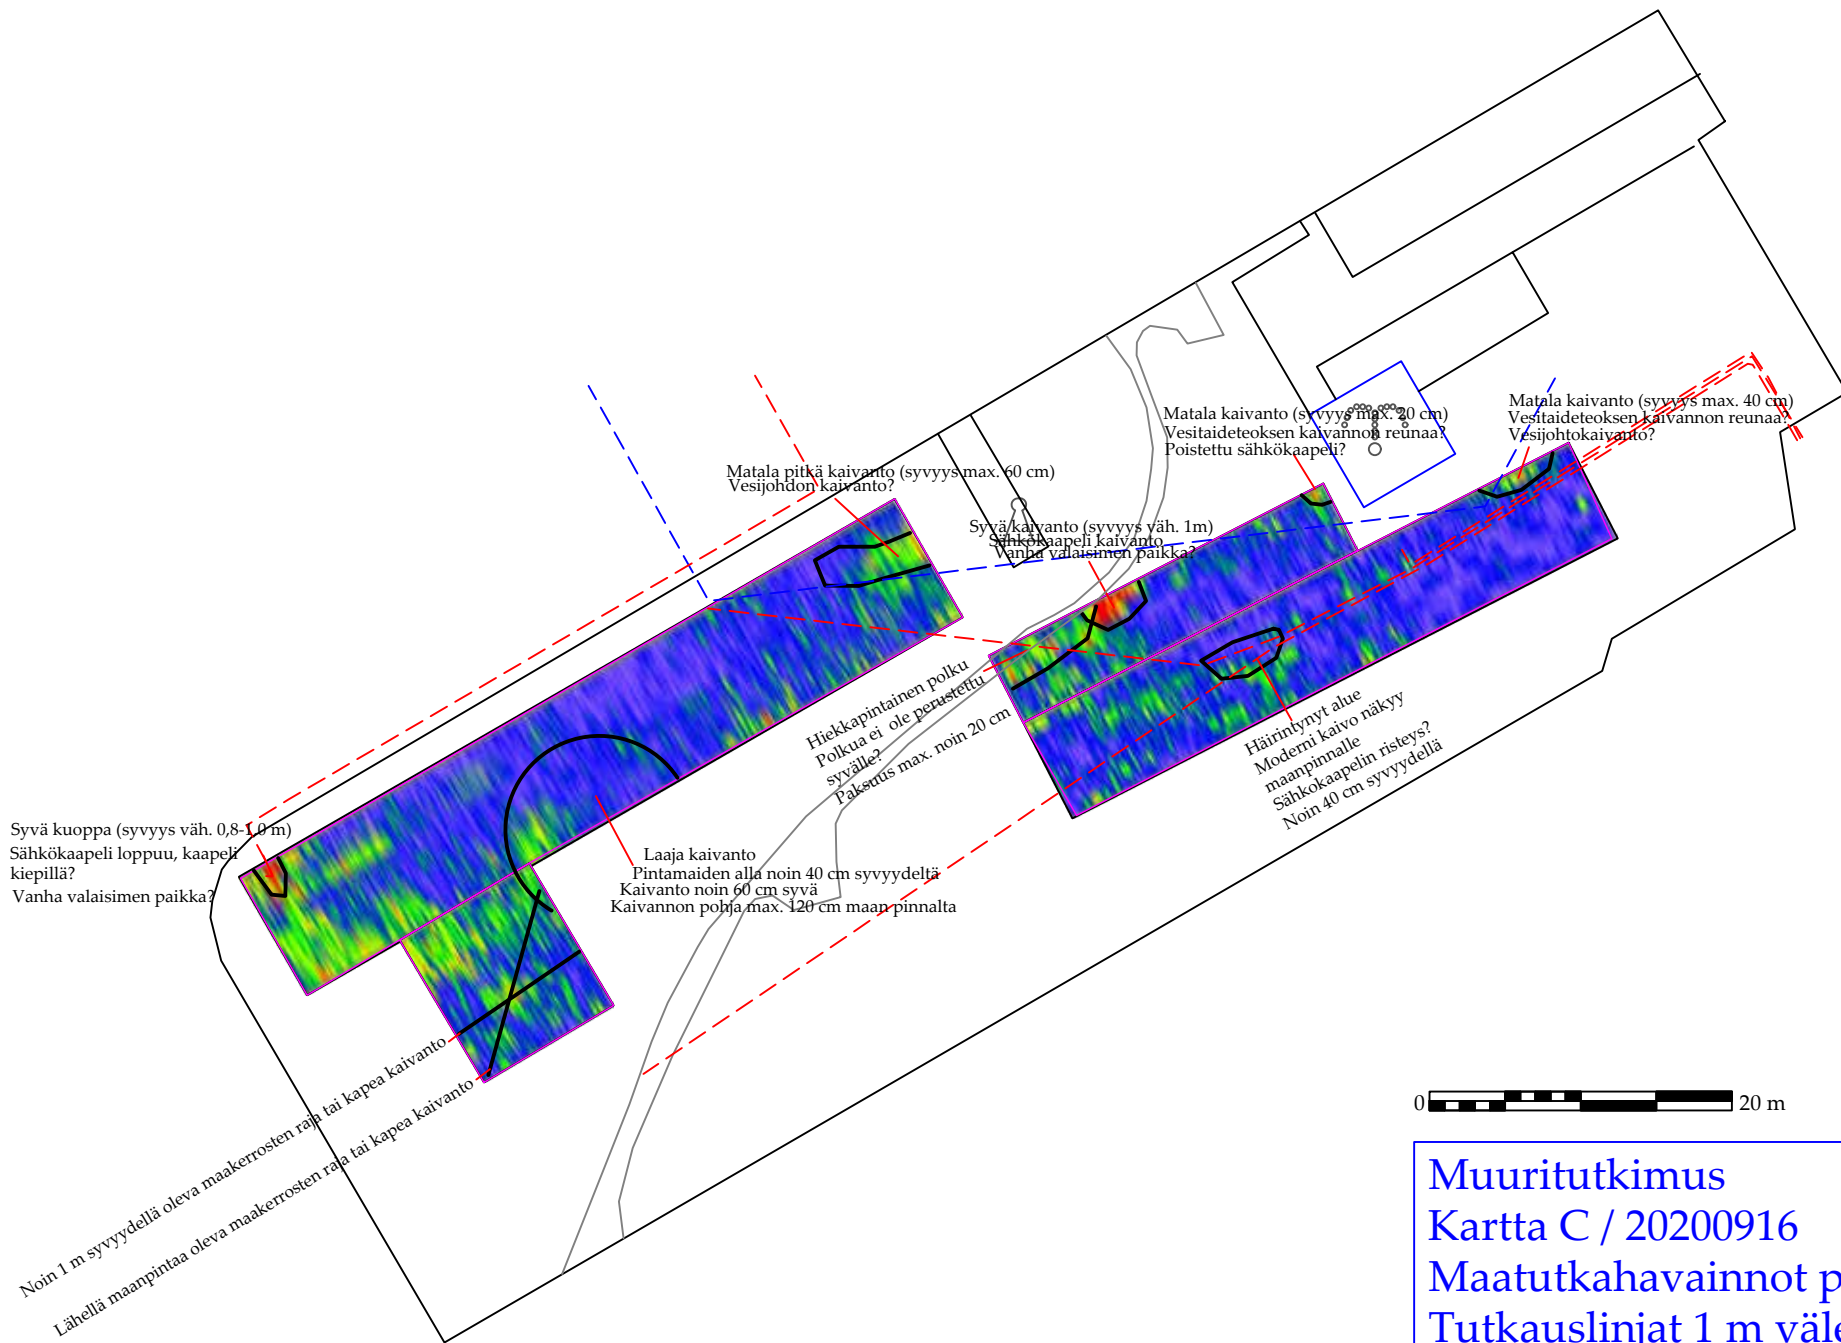 Matala kaivanto (syvyys max. 40 cm)
Vesitaideteoksen kaivannon reunaa?
Vesijohtokaivanto?
Matala kaivanto (syvyys max. 20 cm)
Vesitaideteoksen kaivannon reunaa?
Poistettu sähkökaapeli?
Matala pitkä kaivanto (syvyys max. 60 cm)
Vesijohdon kaivanto?
Syvä kaivanto (syvyys väh. 1m)
Sähkökaapeli kaivanto
Vanha valaisimen paikka?
Hiekkapintainen polku
Polkua ei ole perustettu
syvälle?
Paksuus max. noin 20 cm
Häirintynyt alue
Moderni kaivo näkyy
maanpinnalle
Sähkokaapelin risteys?
Noin 40 cm syvyydellä
Syvä kuoppa (syvyys väh. 0,8-1,0 m)
Sähkökaapeli loppuu, kaapeli
kiepillä?
Vanha valaisimen paikka?
Laaja kaivanto
Pintamaiden alla noin 40 cm syvyydeltä
Kaivanto noin 60 cm syvä
Kaivannon pohja max. 120 cm maan pinnalta
Noin 1 m syvyydellä oleva maakerrosten raja tai kapea kaivanto
Lähellä maanpintaa oleva maakerrosten raja tai kapea kaivanto
0 20 m
Muuritutkimus
Kartta C / 20200916
Maatutkahavainnot p
Tutkauslinjat 1 m väle